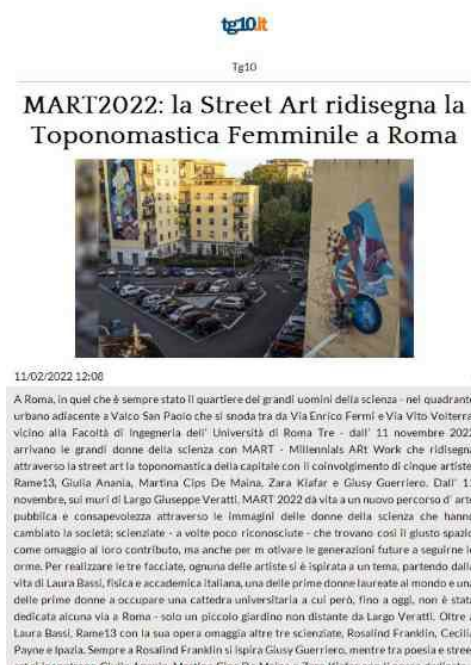 tg10.it
Tg10
MART2022: la Street Art ridisegna la
Toponomastica Femminile a Roma
11/02/2022 12:08
A Roma, in quel che è sempre stato il quartiere dei grandi uomini della scienza - nel quadrante
urbano adiacente a Valco San Paolo che si snoda tra da Via Enrico Fermi e Via Vito Volterra,
vicino alla Facoltà di Ingegneria dell' Università di Roma Tre - dall' 11 novembre 2022
arrivano le grandi donne della scienza con MART - Millennials ARt Work che ridisegna
attraverso la street art la toponomastica della capitale con il coinvolgimento di cinque artiste:
Rame13, Giulia Anania, Martina Cips De Maina, Zara Kiafar e Giusy Guerriero. Dall' 11
novembre, sui muri di Largo Giuseppe Veratti, MART 2022 dà vita a un nuovo percorso d' arte
pubblica e consapevolezza attraverso le immagini delle donne della scienza che hanno
cambiato la società; scienziate - a volte poco riconosciute - che trovano così il giusto spazio
come omaggio al loro contributo, ma anche per m otivare le generazioni future a seguirne le
orme. Per realizzare le tre facciate, ognuna delle artiste si è ispirata a un tema, partendo dalla
vita di Laura Bassi, fisica e accademica italiana, una delle prime donne laureate al mondo e una
delle prime donne a occupare una cattedra universitaria a cui però, fino a oggi, non è stata
dedicata alcuna via a Roma - solo un piccolo giardino non distante da Largo Veratti. Oltre a
Laura Bassi, Rame13 con la sua opera omaggia altre tre scienziate, Rosalind Franklin, Cecilia
Payne e Ipazia. Sempre a Rosalind Franklin si ispira Giusy Guerriero, mentre tra poesia e street